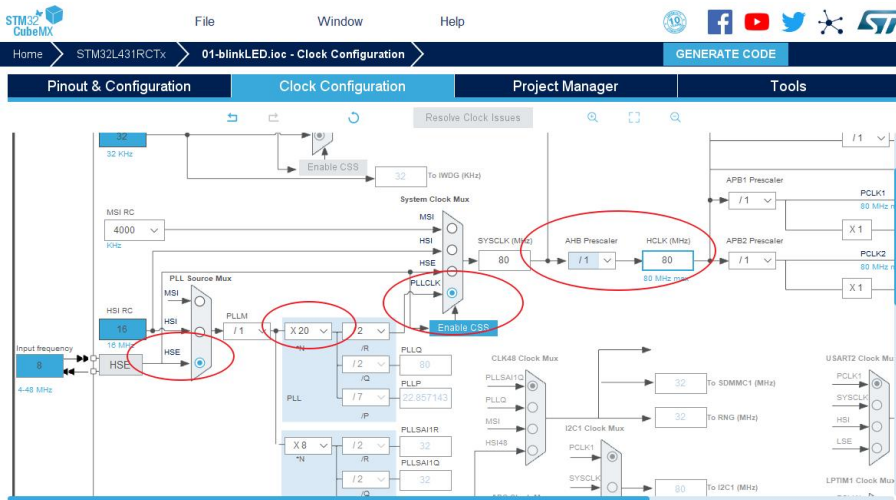 STM32
CubeMX
File
Window
Help
10
Home
STM32L431RCTx
01-blinkLED.ioc - Clock Configuration
GENERATE CODE
Pinout & Configuration
Clock Configuration
Project Manager
Tools
Resolve Clock Issues
32
32 KHz
Enable CSS
32
To IWDG (KHz)
/ 1
APB1 Prescaler
/ 1
PCLK1
80 MHz m
X 1
System Clock Mux
MSI
HSI
HSE
PLLCLK
MSI RC
4000
KHz
SYSCLK (MHz)
80
AHB Prescaler
/ 1
HCLK (MHz)
80
80 MHz max
APB2 Prescaler
/ 1
PCLK2
80 MHz m
X 1
PLL Source Mux
MSI
HSI
HSE
HSI RC
16
16 MHz
PLLM
/ 1
X 20
*N
/ 2
/R
Enable CSS
Input frequency
8
4-48 MHz
HSE
PLLQ
/ 2
80
/Q
PLLP
PLL
/ 7
22.857143
/P
PLLSAI1R
X 8
*N
/ 2
32
/R
PLLSAI1Q
/ 2
32
/Q
CLK48 Clock Mux
PLLSAI1Q
PLLQ
MSI
HSI48
32
To SDMMC1 (MHz)
32
To RNG (MHz)
I2C1 Clock Mux
PCLK1
SYSCLK
80
To I2C1 (MHz)
USART2 Clock Mu
PCLK1
SYSCLK
HSI
LSE
LPTIM1 Clock Mux